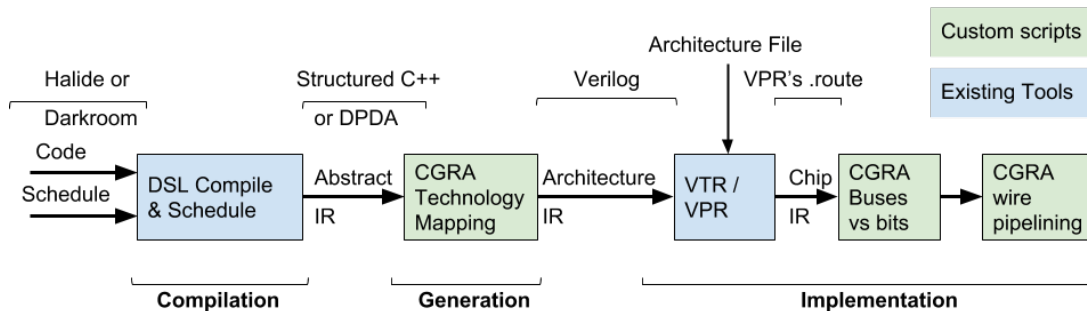 Custom scripts
Existing Tools
Architecture File
Halide or
Darkroom
Structured C++
or DPDA
Verilog
VPR's .route
Code
Schedule
DSL Compile
& Schedule
Abstract
IR
CGRA
Technology
Mapping
Architecture
IR
VTR /
VPR
Chip
IR
CGRA
Buses
vs bits
CGRA
wire
pipelining
Compilation
Generation
Implementation